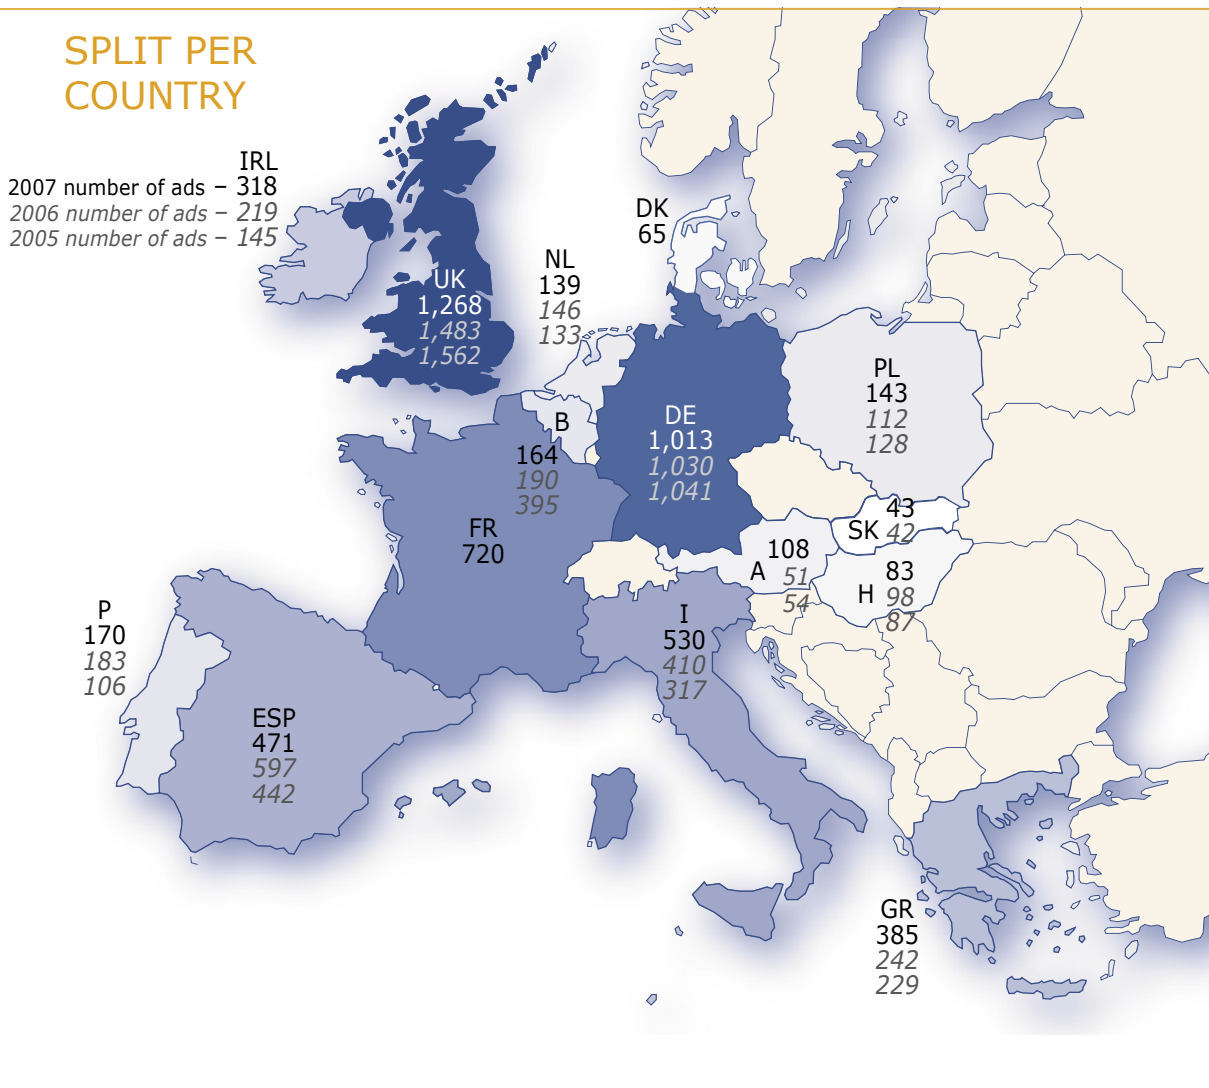 SPLIT PER
COUNTRY
IRL
2007 number of ads – 318
2006 number of ads – 219
2005 number of ads – 145
DK
65
NL
139
146
133
UK
1,268
1,483
1,562
PL
143
112
128
B
164
190
395
DE
1,013
1,030
1,041
FR
720
43
SK 42
108
A 51
54
83
H 98
87
P
170
183
106
I
530
410
317
ESP
471
597
442
GR
385
242
229